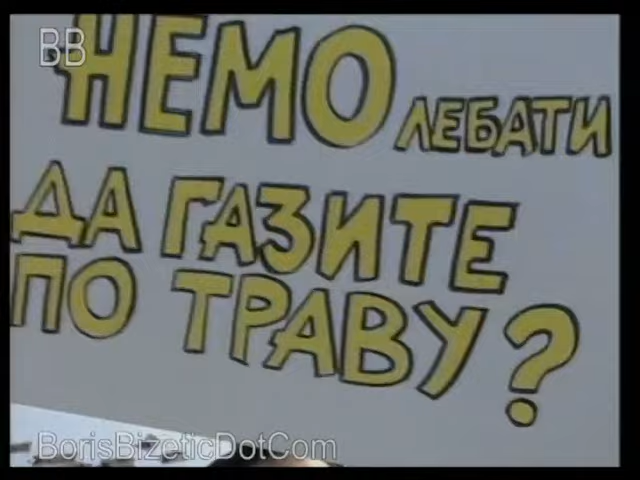 BB
НЕМО ЛЕБАТИ
ДА ГАЗИТЕ
ПО ТРАВУ?
BorisBizeticDotCom